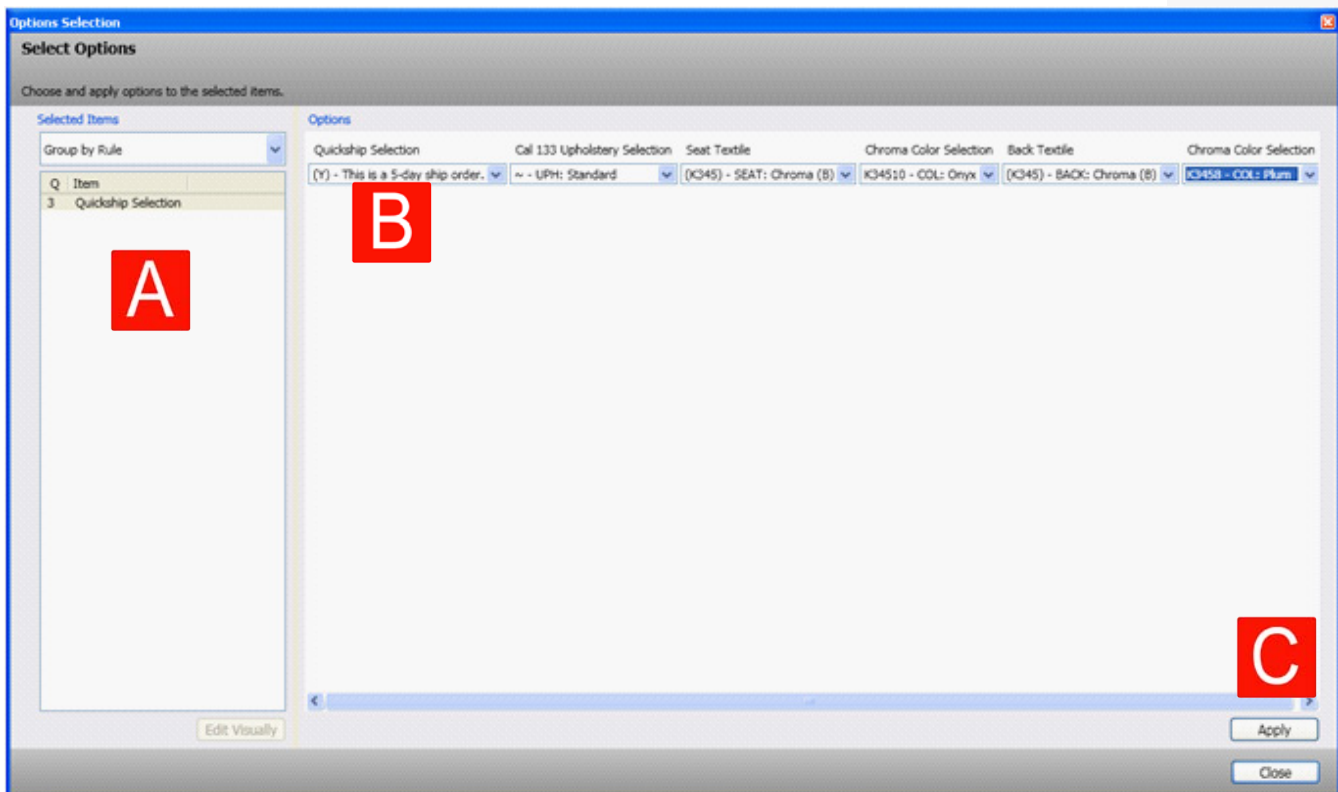 Options Selection
Select Options
Choose and apply options to the selected items.
Selected Items
Options
Group by Rule
Quickship Selection
Cal 133 Upholstery Selection
Seat Textile
Chroma Color Selection
Back Textile
Chroma Color Selection
(Y) - This is a 5-day ship order.
~ - UPH: Standard
(K345) - SEAT: Chroma (B)
K34510 - COL: Onyx
(K345) - BACK: Chroma (B)
K3458 - COL: Plum
Q Item
3 Quickship Selection
A
B
C
Edit Visually
Apply
Close